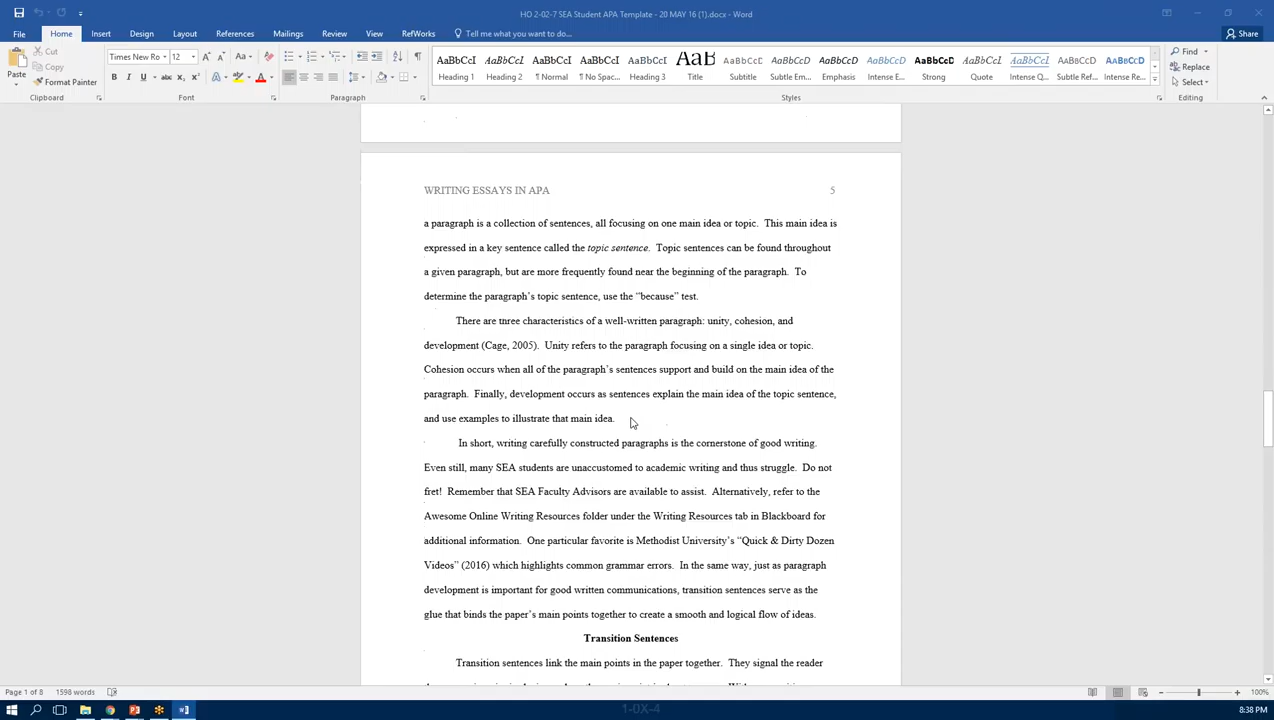 HO 2-02-7 SEA Student APA Template - 20 MAY 16 (1).docx - Word
File Home Insert Design Layout References Mailings Review View RefWorks Tell me what you want to do... Share
Paste
Cut
Copy
Format Painter
Clipboard
Times New Ro 12
Font
Paragraph
AaBbCcI AaBbCcL AaBbCcI AaBbCcI AaBbCcI AaB AaBbCcL AaBbCcL AaBbCcL AaBbCcL AaBbCcI AaBbCcL AaBbCcL AaBbCcL AABBCCI
Heading 1 Heading 2 ¶ Normal ¶ No Spac... Heading 3 Title Subtitle Subtle Em... Emphasis Intense E... Strong Quote Intense Q... Subtle Ref... Intense Re...
Styles
Find
Replace
Select
Editing
WRITING ESSAYS IN APA 5
a paragraph is a collection of sentences, all focusing on one main idea or topic. This main idea is
expressed in a key sentence called the topic sentence. Topic sentences can be found throughout
a given paragraph, but are more frequently found near the beginning of the paragraph. To
determine the paragraph’s topic sentence, use the “because” test.
There are three characteristics of a well-written paragraph: unity, cohesion, and
development (Cage, 2005). Unity refers to the paragraph focusing on a single idea or topic.
Cohesion occurs when all of the paragraph’s sentences support and build on the main idea of the
paragraph. Finally, development occurs as sentences explain the main idea of the topic sentence,
and use examples to illustrate that main idea.
In short, writing carefully constructed paragraphs is the cornerstone of good writing.
Even still, many SEA students are unaccustomed to academic writing and thus struggle. Do not
fret! Remember that SEA Faculty Advisors are available to assist. Alternatively, refer to the
Awesome Online Writing Resources folder under the Writing Resources tab in Blackboard for
additional information. One particular favorite is Methodist University’s “Quick & Dirty Dozen
Videos” (2016) which highlights common grammar errors. In the same way, just as paragraph
development is important for good written communications, transition sentences serve as the
glue that binds the paper’s main points together to create a smooth and logical flow of ideas.
Transition Sentences
Transition sentences link the main points in the paper together. They signal the reader
Page 1 of 8 1598 words 100%
1-0X-4
8:38 PM